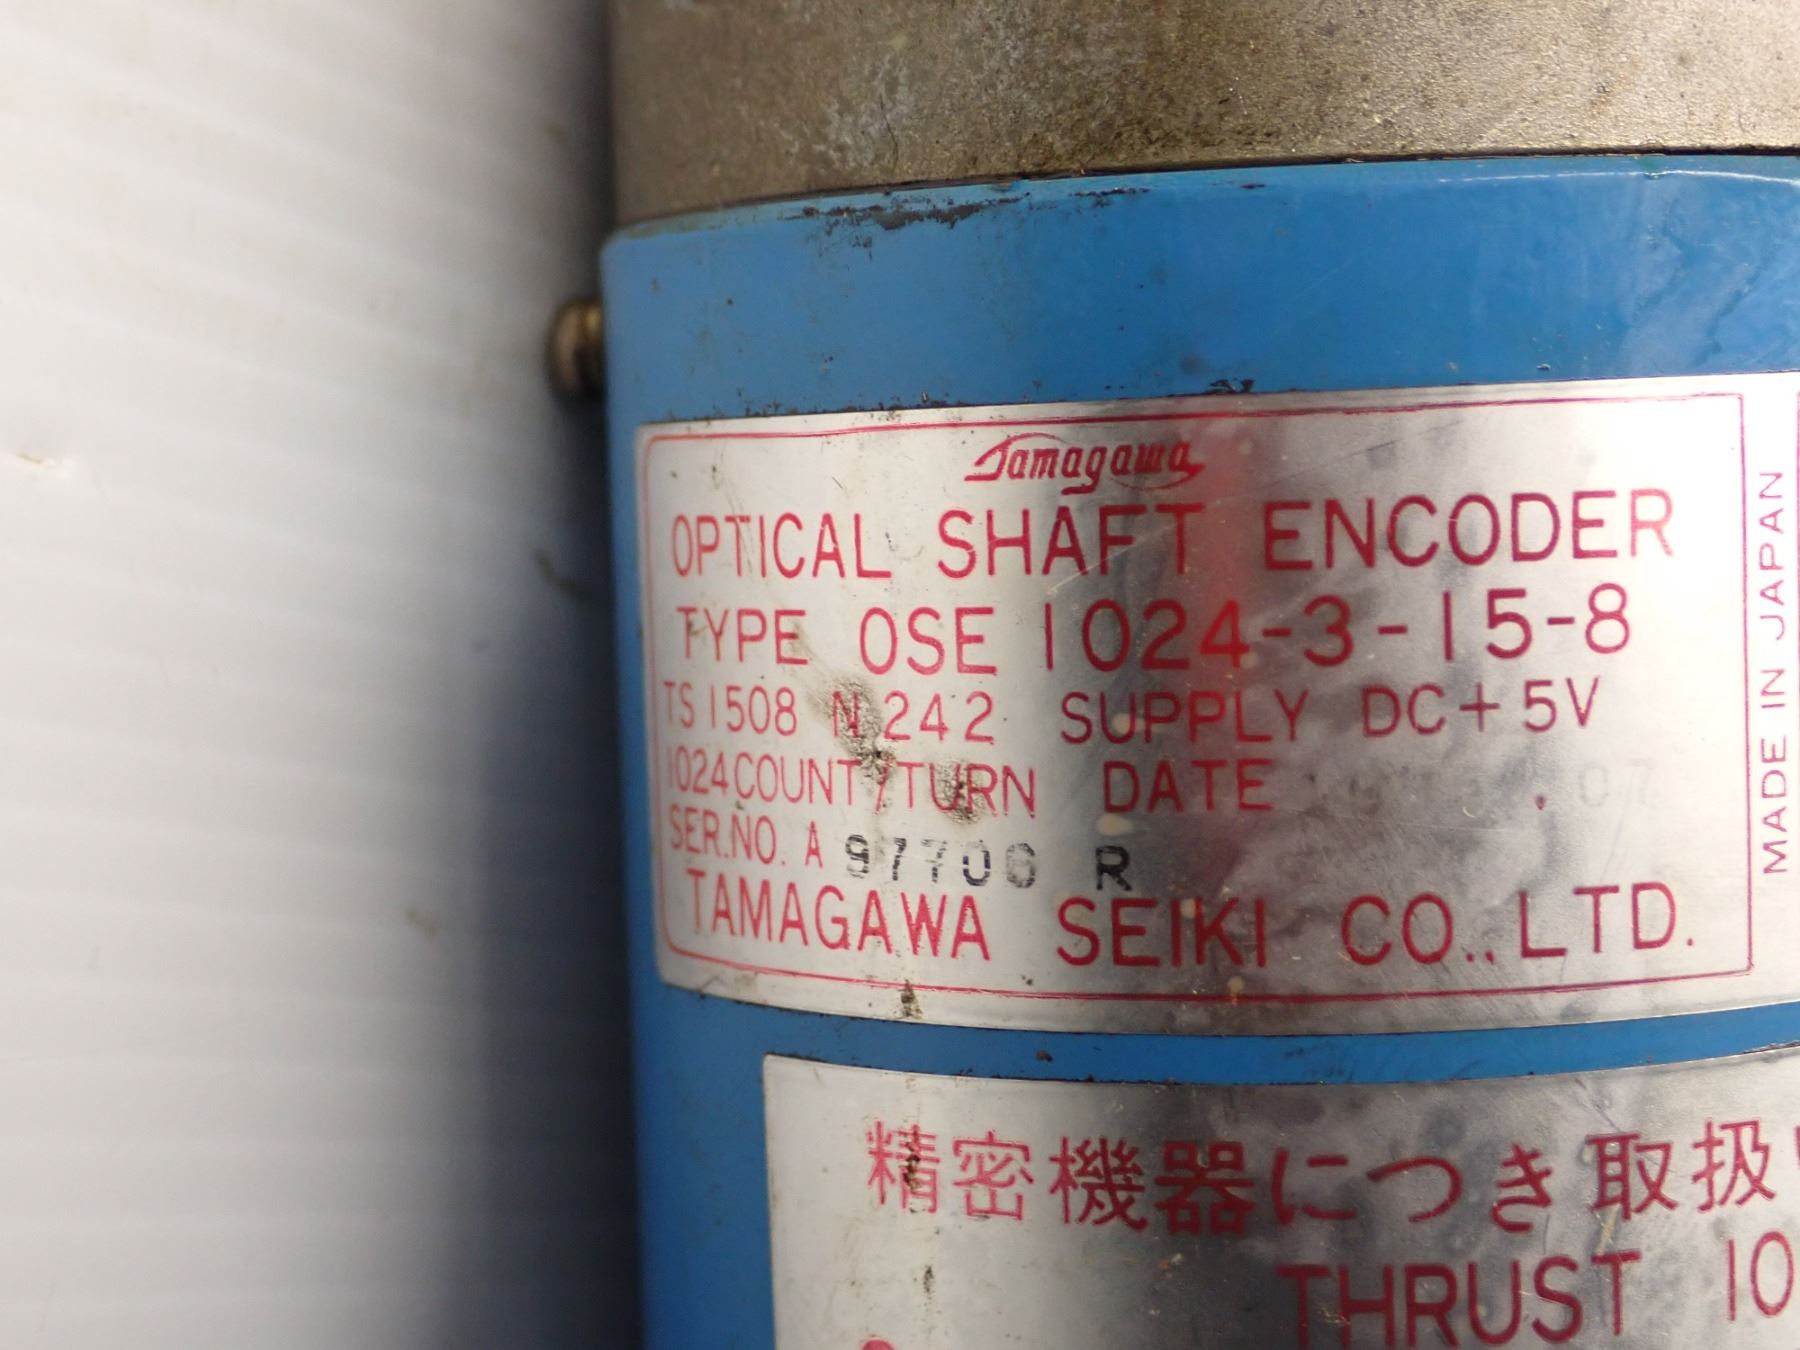 Tamagawa
OPTICAL SHAFT ENCODER
TYPE OSE 1024-3-15-8
TS 1508 N 242 SUPPLY DC+5V
1024 COUNT/TURN DATE
SER.NO. A R
TAMAGAWA SEIKI CO., LTD.
MADE IN JAPAN
精密機器につき取扱い
THRUST 10